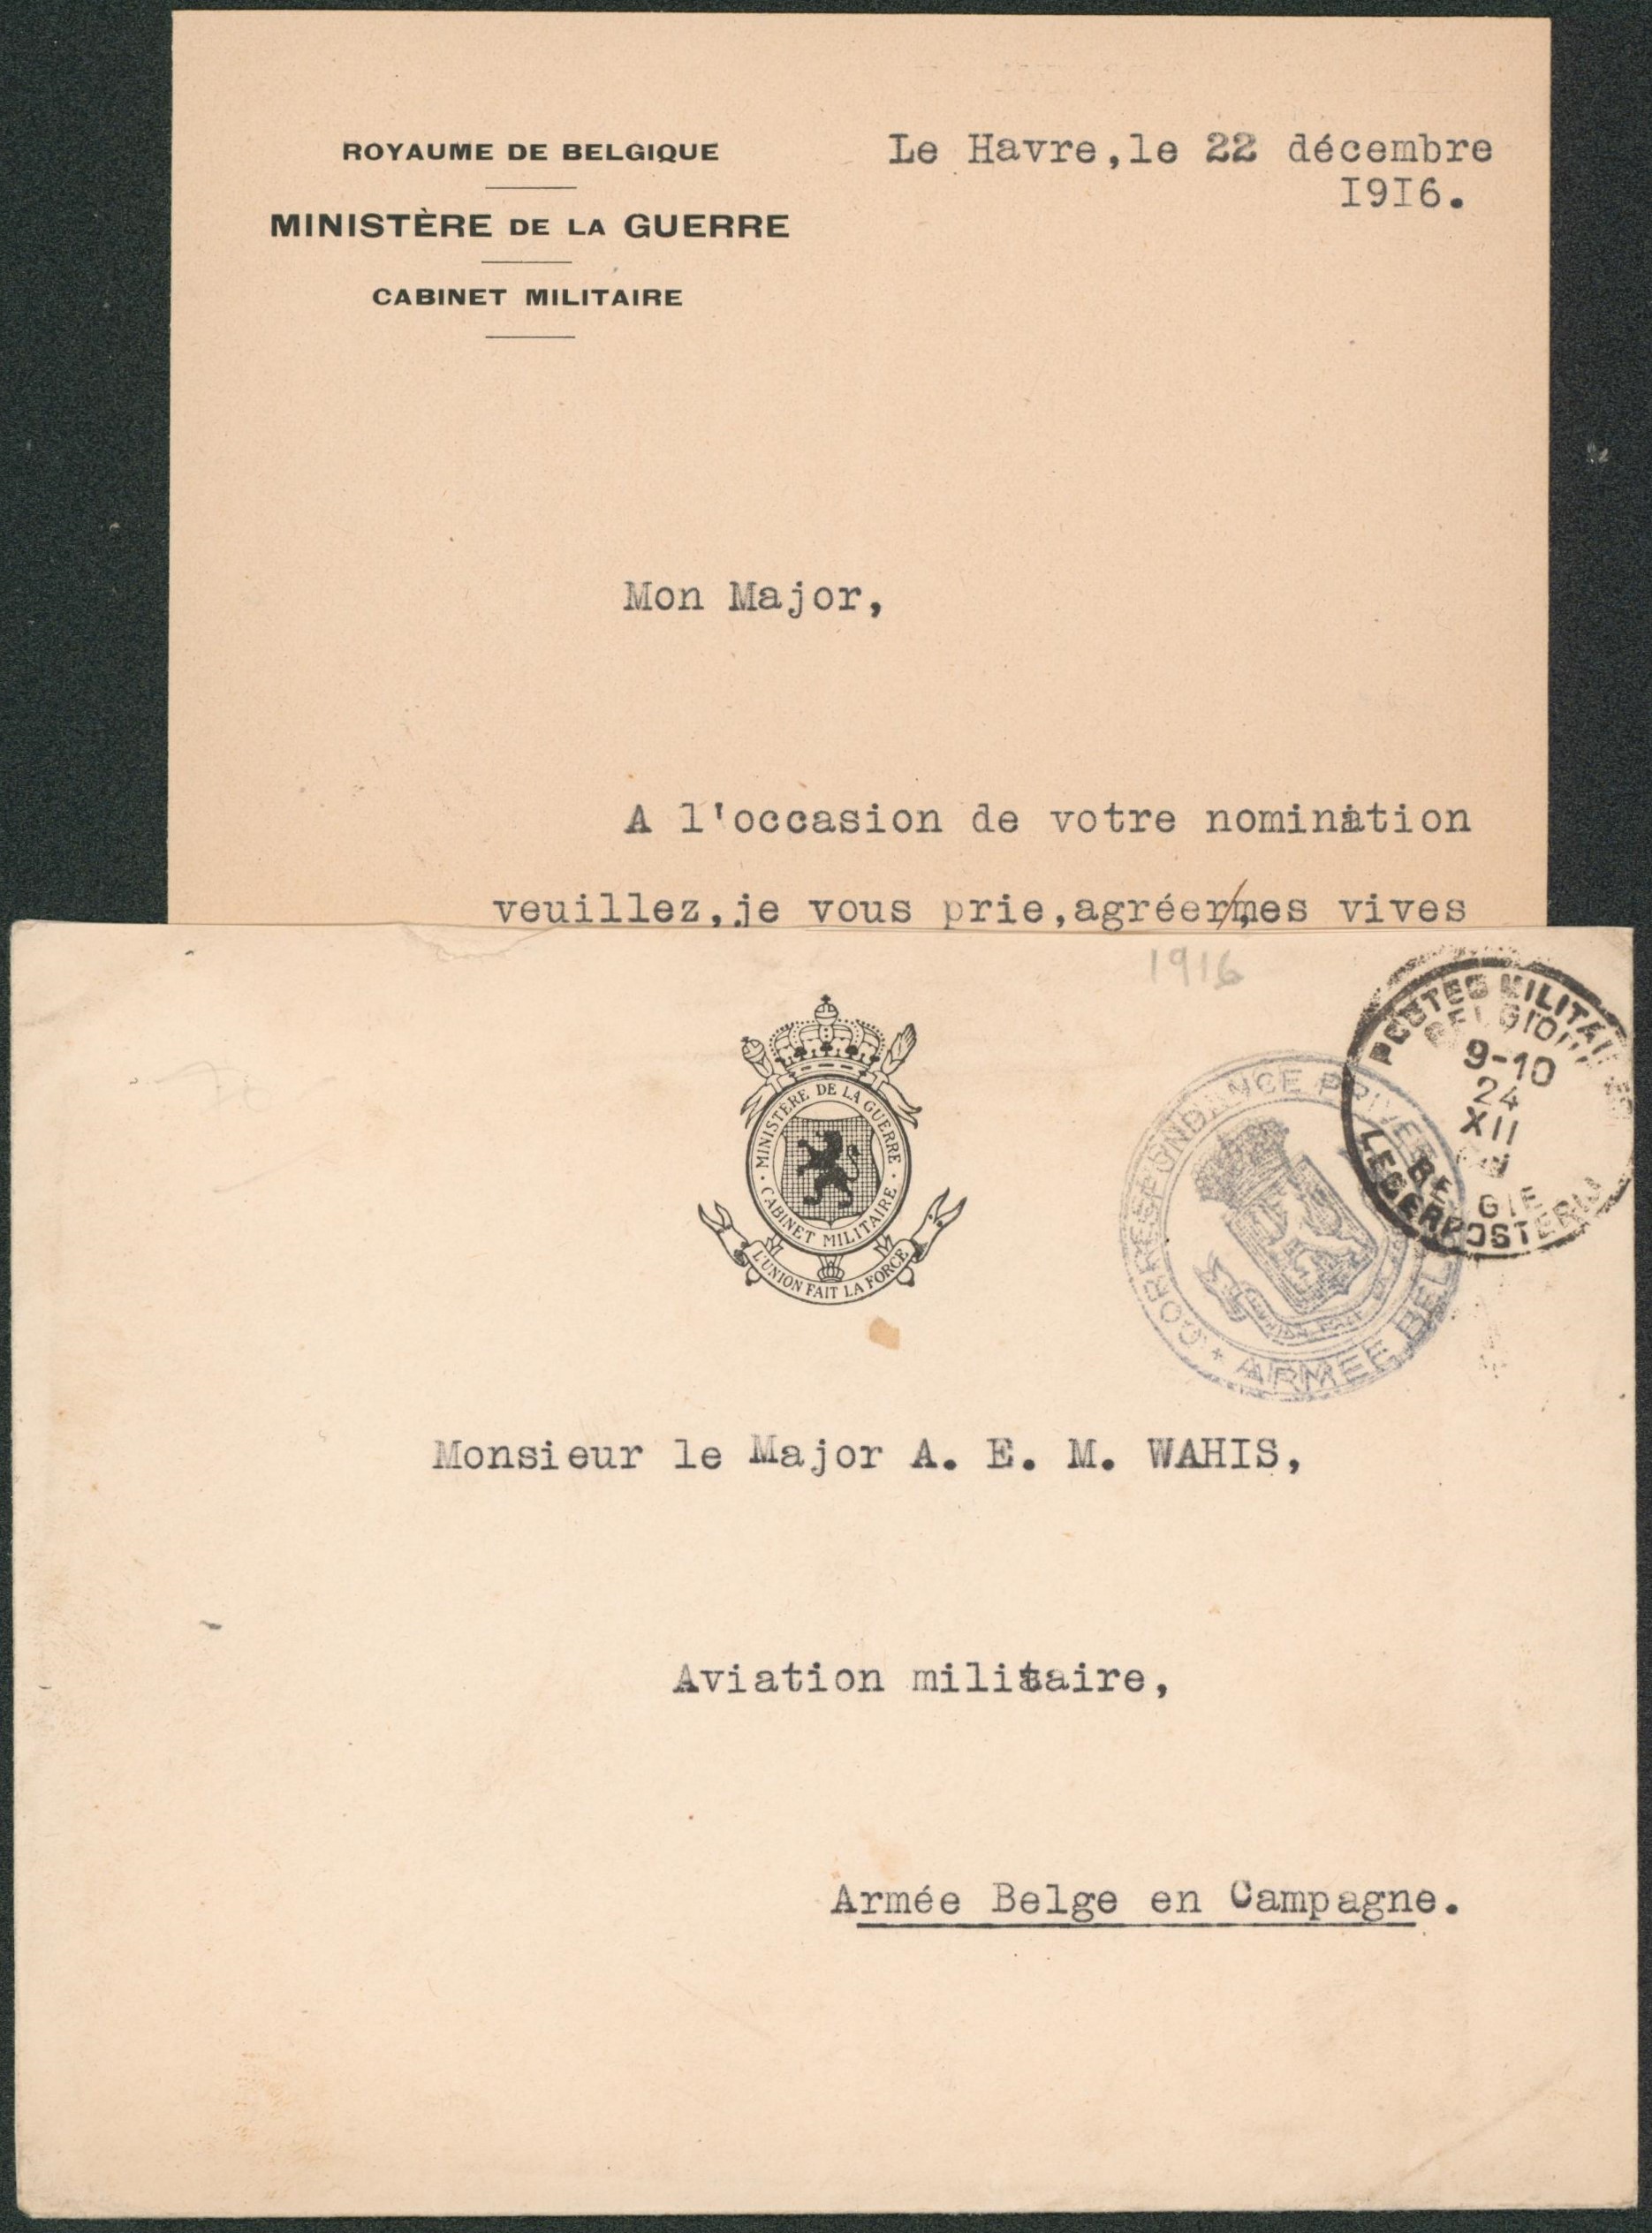 ROYAUME DE BELGIQUE
MINISTÈRE DE LA GUERRE
CABINET MILITAIRE
Le Havre,le 22 décembre
1916.
Mon Major,
A l'occasion de votre nomination
veuillez,je vous prie,agréer/mes vives
1916
MINISTÈRE DE LA GUERRE
· CABINET MILITAIRE ·
L'UNION FAIT LA FORCE
CORRESPONDANCE PRIVÉE
ARMÉE BEL
POSTES MILITAI
9-10
24
XII
LEGERPOSTERIJ
Monsieur le Major A. E. M. WAHIS,
Aviation militaire,
Armée Belge en Campagne.